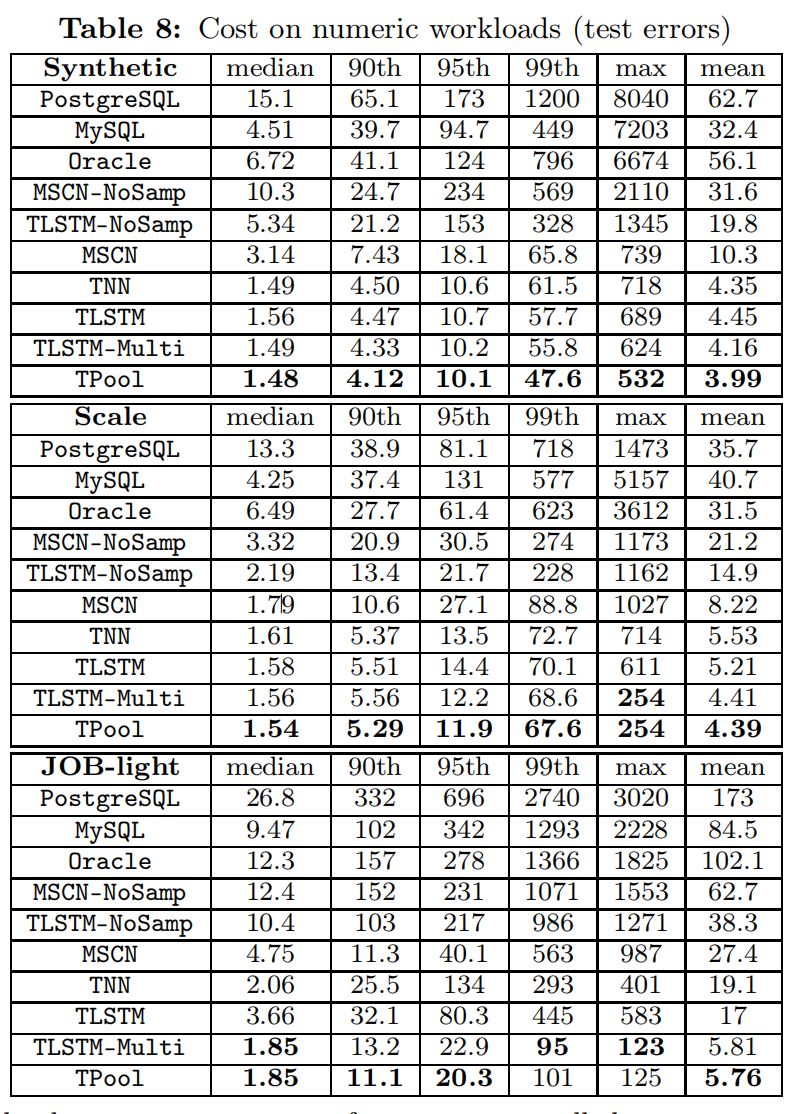 Table 8: Cost on numeric workloads (test errors)
Synthetic median 90th 95th 99th max mean
PostgreSQL 15.1 65.1 173 1200 8040 62.7
MySQL 4.51 39.7 94.7 449 7203 32.4
Oracle 6.72 41.1 124 796 6674 56.1
MSCN-NoSamp 10.3 24.7 234 569 2110 31.6
TLSTM-NoSamp 5.34 21.2 153 328 1345 19.8
MSCN 3.14 7.43 18.1 65.8 739 10.3
TNN 1.49 4.50 10.6 61.5 718 4.35
TLSTM 1.56 4.47 10.7 57.7 689 4.45
TLSTM-Multi 1.49 4.33 10.2 55.8 624 4.16
TPool 1.48 4.12 10.1 47.6 532 3.99
Scale median 90th 95th 99th max mean
PostgreSQL 13.3 38.9 81.1 718 1473 35.7
MySQL 4.25 37.4 131 577 5157 40.7
Oracle 6.49 27.7 61.4 623 3612 31.5
MSCN-NoSamp 3.32 20.9 30.5 274 1173 21.2
TLSTM-NoSamp 2.19 13.4 21.7 228 1162 14.9
MSCN 1.79 10.6 27.1 88.8 1027 8.22
TNN 1.61 5.37 13.5 72.7 714 5.53
TLSTM 1.58 5.51 14.4 70.1 611 5.21
TLSTM-Multi 1.56 5.56 12.2 68.6 254 4.41
TPool 1.54 5.29 11.9 67.6 254 4.39
JOB-light median 90th 95th 99th max mean
PostgreSQL 26.8 332 696 2740 3020 173
MySQL 9.47 102 342 1293 2228 84.5
Oracle 12.3 157 278 1366 1825 102.1
MSCN-NoSamp 12.4 152 231 1071 1553 62.7
TLSTM-NoSamp 10.4 103 217 986 1271 38.3
MSCN 4.75 11.3 40.1 563 987 27.4
TNN 2.06 25.5 134 293 401 19.1
TLSTM 3.66 32.1 80.3 445 583 17
TLSTM-Multi 1.85 13.2 22.9 95 123 5.81
TPool 1.85 11.1 20.3 101 125 5.76